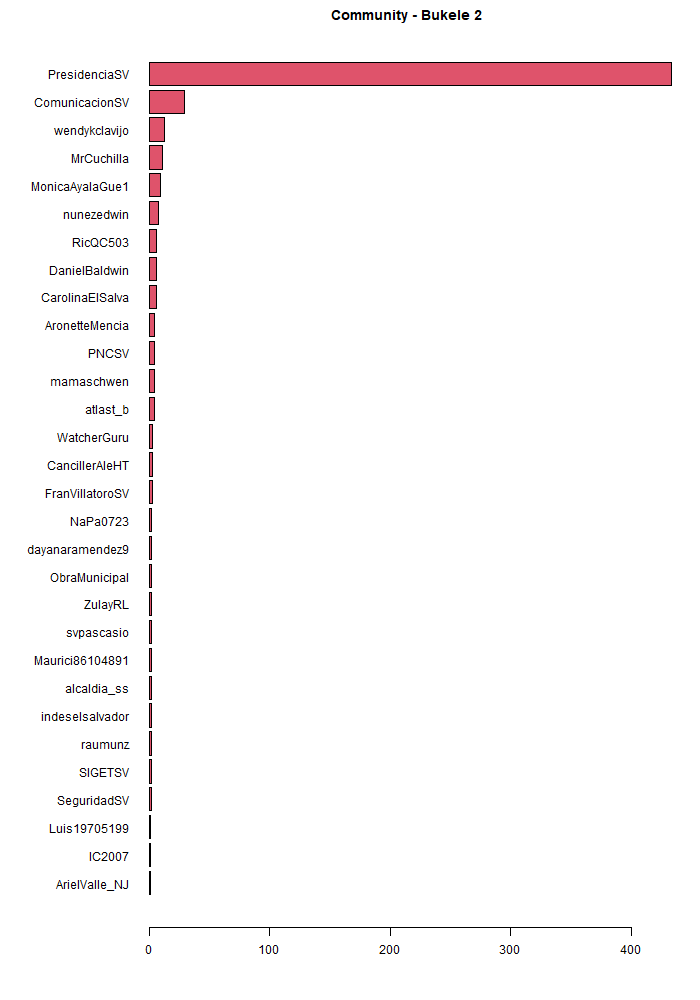 Community - Bukele 2
PresidenciaSV
ComunicacionSV
wendykclavijo
MrCuchilla
MonicaAyalaGue1
nunezedwin
RicQC503
DanielBaldwin
CarolinaElSalva
AronetteMencia
PNCSV
mamaschwen
atlast_b
WatcherGuru
CancillerAleHT
FranVillatoroSV
NaPa0723
dayanaramendez9
ObraMunicipal
ZulayRL
svpascasio
Maurici86104891
alcaldia_ss
indeselsalvador
raumunz
SIGETSV
SeguridadSV
Luis19705199
IC2007
ArielValle_NJ
0 100 200 300 400